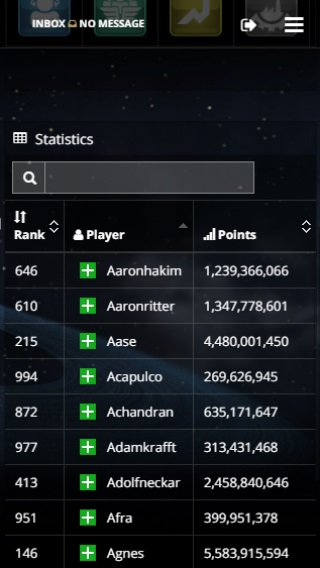 INBOX NO MESSAGE
Statistics
Rank Player Points
646 Aaronhakim 1,239,366,066
610 Aaronritter 1,347,778,601
215 Aase 4,480,001,450
994 Acapulco 269,626,945
872 Achandran 635,171,647
977 Adamkrafft 313,431,468
413 Adolfneckar 2,458,840,646
951 Afra 399,951,378
146 Agnes 5,583,915,594